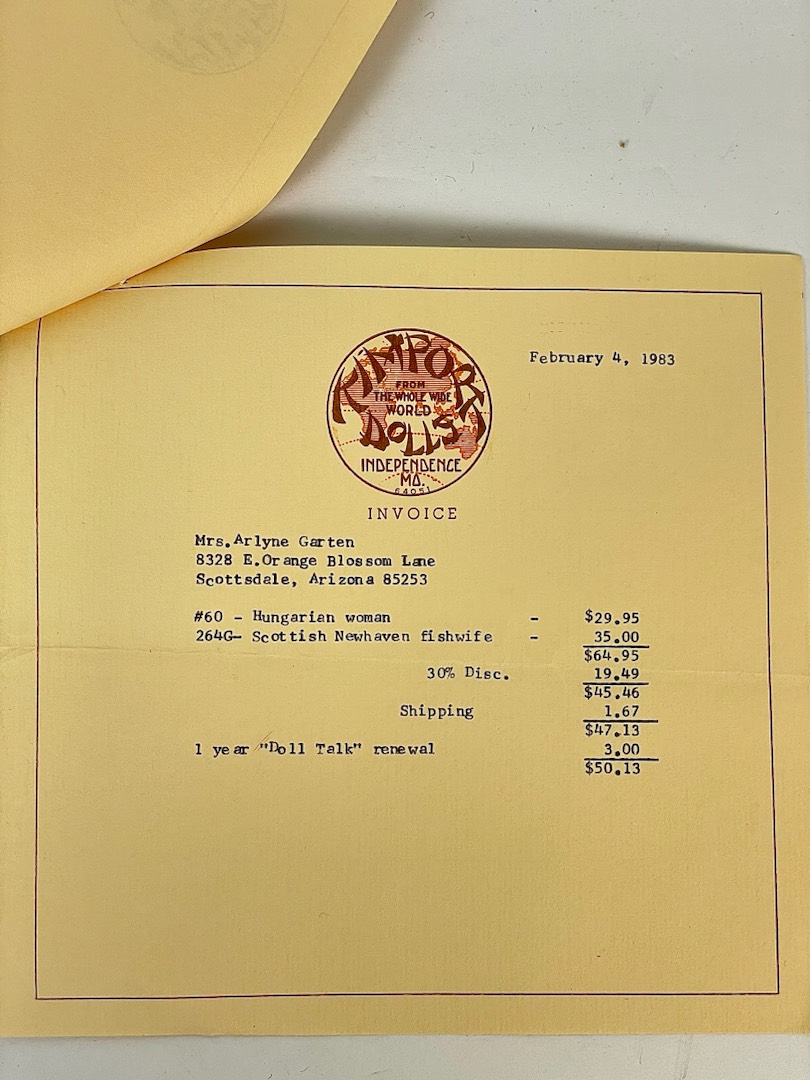 February 4, 1983
KIMPORT
FROM
THE WHOLE WIDE
WORLD
DOLLS
INDEPENDENCE
MO.
64051
INVOICE
Mrs.Arlyne Garten
8328 E.Orange Blossom Lane
Scottsdale, Arizona 85253
#60 - Hungarian woman - $29.95
264G- Scottish Newhaven fishwife - 35.00
$64.95
30% Disc. 19.49
$45.46
Shipping 1.67
$47.13
1 year "Doll Talk" renewal 3.00
$50.13